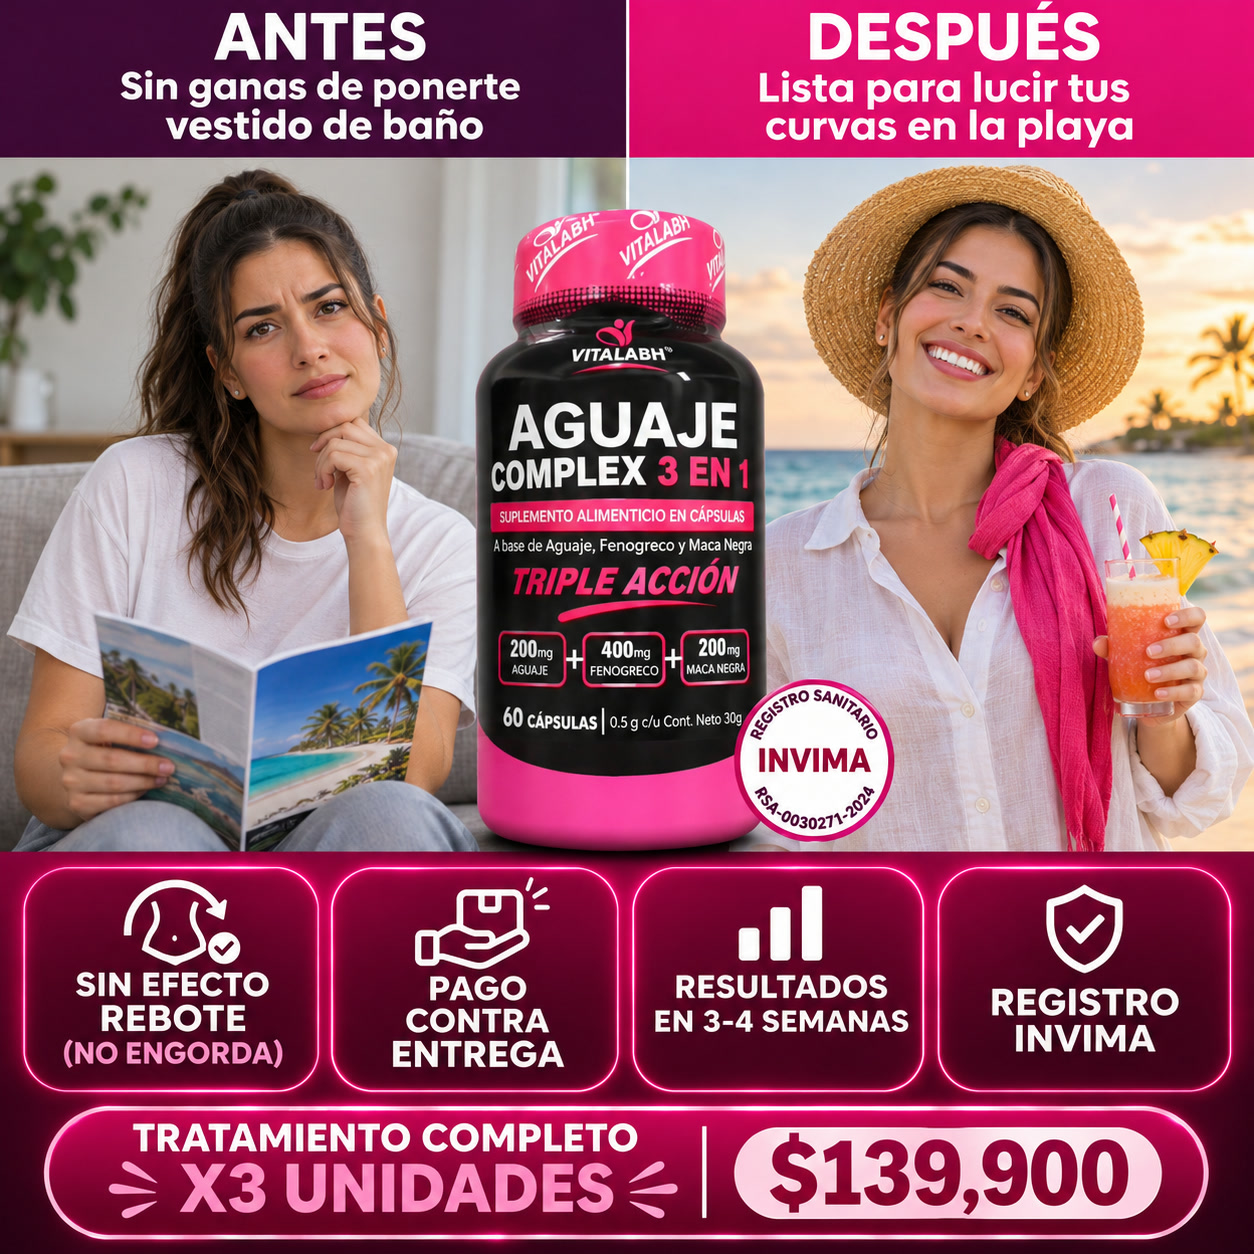 ANTES
Sin ganas de ponerte
vestido de baño
DESPUÉS
Lista para lucir tus
curvas en la playa
VITALABH
VITALABH
VITALABH®
AGUAJE
COMPLEX 3 EN 1
SUPLEMENTO ALIMENTICIO EN CÁPSULAS
A base de Aguaje, Fenogreco y Maca Negra
TRIPLE ACCIÓN
200mg AGUAJE + 400mg FENOGRECO + 200mg MACA NEGRA
60 CÁPSULAS | 0.5 g c/u Cont. Neto 30g
REGISTRO SANITARIO
INVIMA
RSA-0030271-2024
SIN EFECTO
REBOTE
(NO ENGORDA)
PAGO
CONTRA
ENTREGA
RESULTADOS
EN 3-4 SEMANAS
REGISTRO
INVIMA
TRATAMIENTO COMPLETO
X3 UNIDADES
$139,900